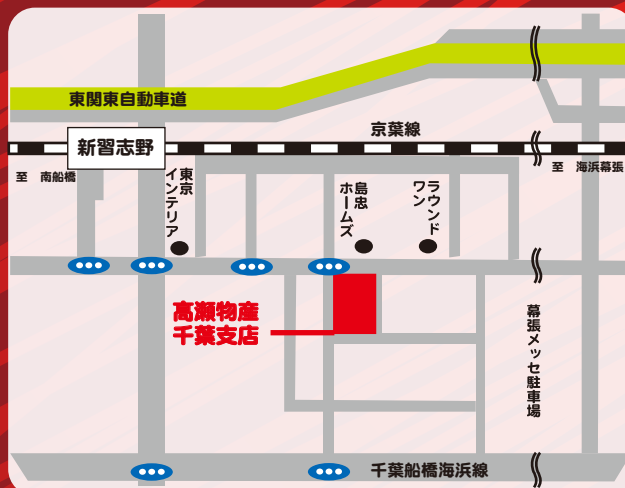 東関東自動車道
京葉線
新習志野
至 南船橋
至 海浜幕張
東京
インテリア
島忠
ホームズ
ラウンド
ワン
高瀬物産
千葉支店
幕張メッセ駐車場
千葉船橋海浜線